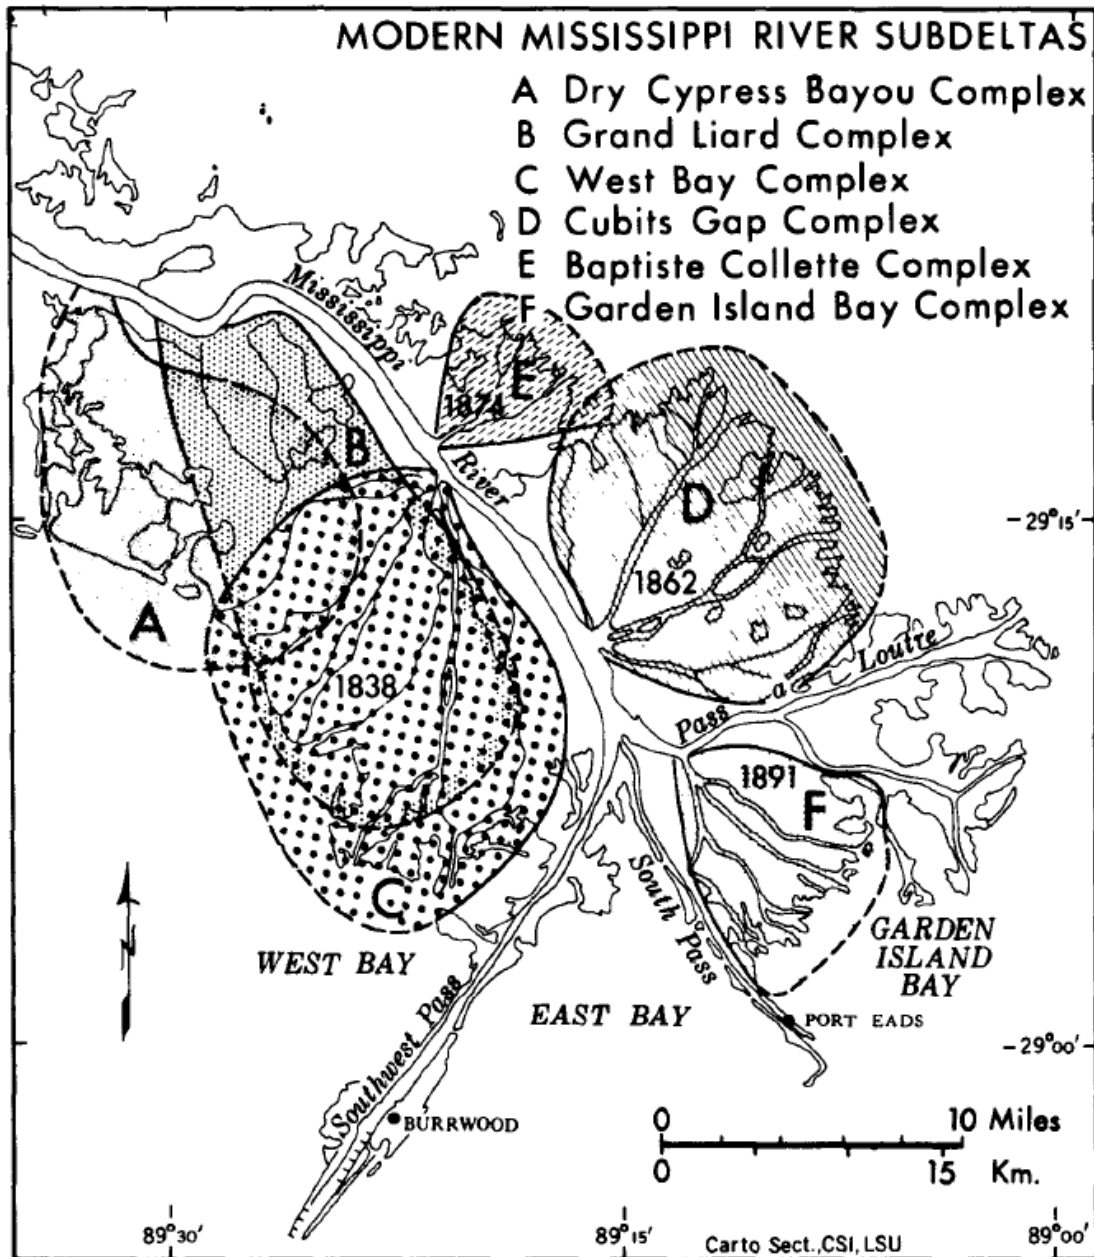 MODERN MISSISSIPPI RIVER SUBDELTAS
A Dry Cypress Bayou Complex
B Grand Liard Complex
C West Bay Complex
D Cubits Gap Complex
E Baptiste Collette Complex
F Garden Island Bay Complex
Mississippi
River
E
1874
B
D
1862
29°15'
A
1838
Pass a Loutre
1891
F
C
WEST BAY
South Pass
GARDEN
ISLAND
BAY
EAST BAY
PORT EADS
N
29°00'
Southwest Pass
BURRWOOD
0 10 Miles
0 15 Km.
89°30'
89°15'
89°00'
Carto Sect.,CSI, LSU